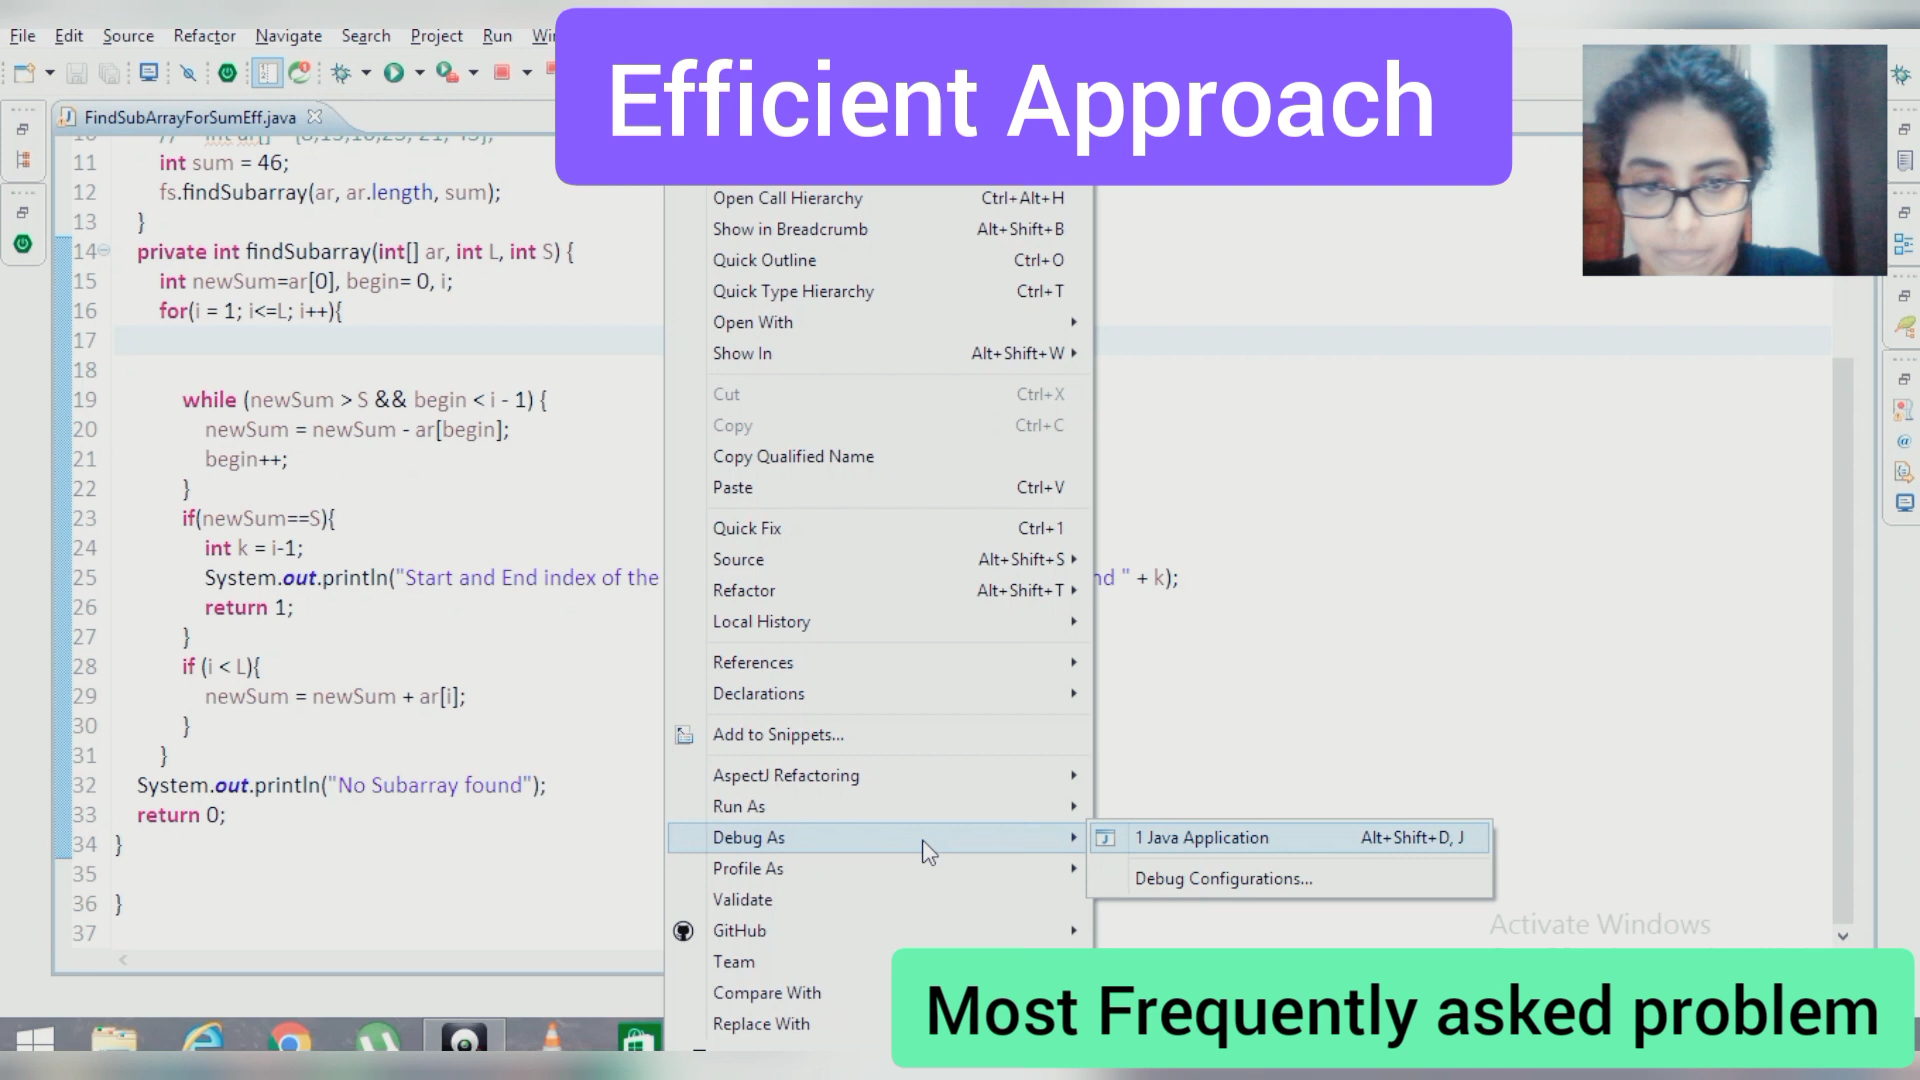 Efficient Approach
File Edit Source Refactor Navigate Search Project Run
FindSubArrayForSumEff.java
11 int sum = 46;
12 fs.findSubarray(ar, ar.length, sum);
13 }
14 private int findSubarray(int[] ar, int L, int S) {
15 int newSum=ar[0], begin= 0, i;
16 for(i = 1; i<=L; i++){
17
18
19 while (newSum > S && begin < i - 1) {
20 newSum = newSum - ar[begin];
21 begin++;
22 }
23 if(newSum==S){
24 int k = i-1;
25 System.out.println("Start and End index of the nd " + k);
26 return 1;
27 }
28 if (i < L){
29 newSum = newSum + ar[i];
30 }
31 }
32 System.out.println("No Subarray found");
33 return 0;
34 }
35
36 }
37
Open Call Hierarchy Ctrl+Alt+H
Show in Breadcrumb Alt+Shift+B
Quick Outline Ctrl+O
Quick Type Hierarchy Ctrl+T
Open With
Show In Alt+Shift+W
Cut Ctrl+X
Copy Ctrl+C
Copy Qualified Name
Paste Ctrl+V
Quick Fix Ctrl+1
Source Alt+Shift+S
Refactor Alt+Shift+T
Local History
References
Declarations
Add to Snippets...
AspectJ Refactoring
Run As
Debug As
Profile As
Validate
GitHub
Team
Compare With
Replace With
1 Java Application Alt+Shift+D, J
Debug Configurations...
Activate Windows
Most Frequently asked problem